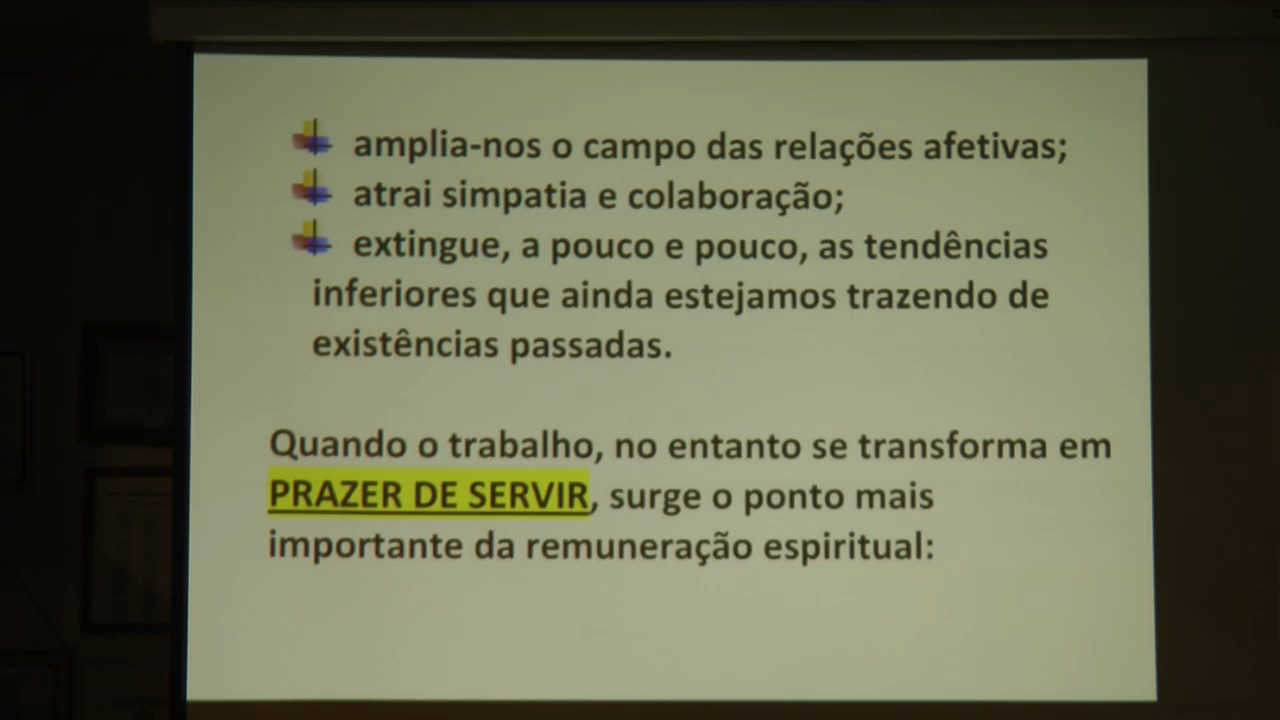 amplia-nos o campo das relações afetivas;
atrai simpatia e colaboração;
extingue, a pouco e pouco, as tendências
inferiores que ainda estejamos trazendo de
existências passadas.
Quando o trabalho, no entanto se transforma em
PRAZER DE SERVIR, surge o ponto mais
importante da remuneração espiritual: